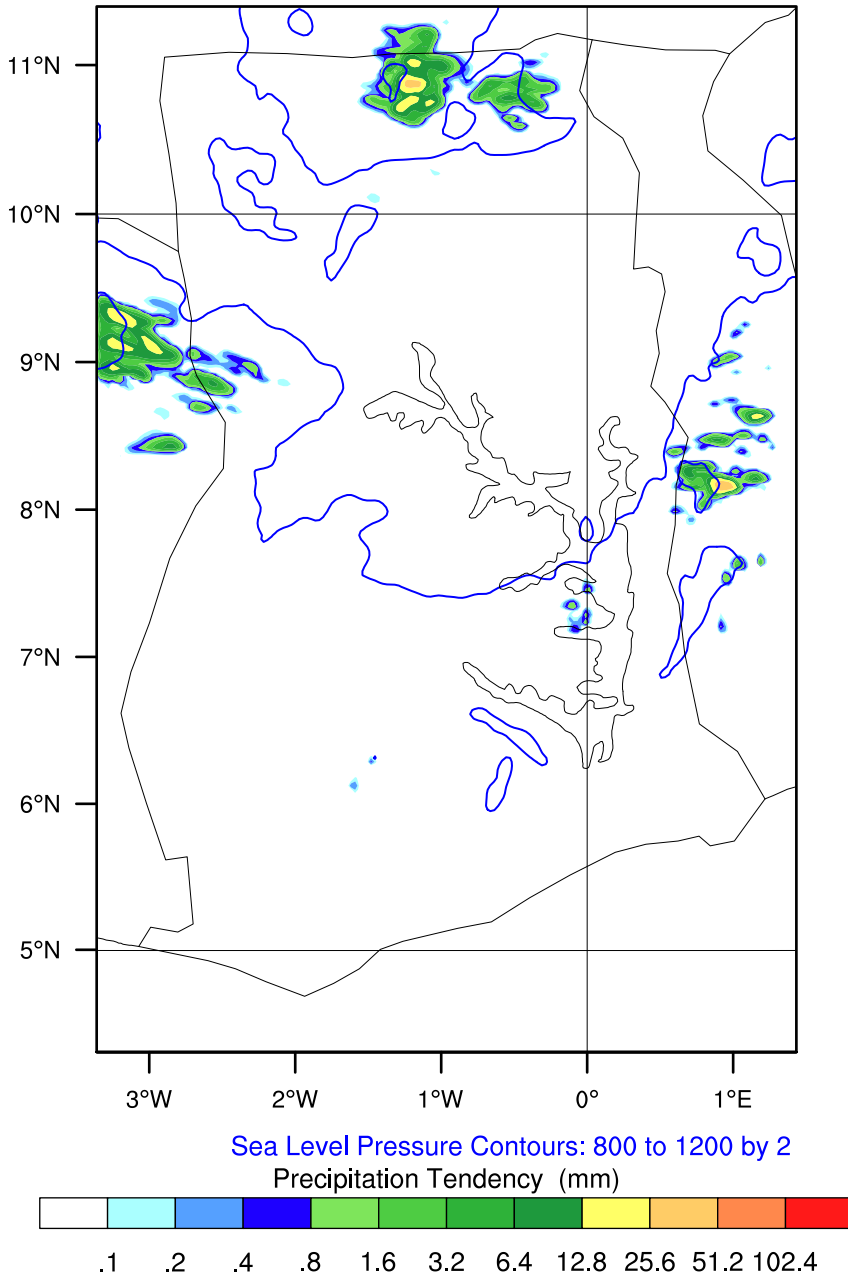 11°N
10°N
9°N
8°N
7°N
6°N
5°N
3°W 2°W 1°W 0° 1°E
Sea Level Pressure Contours: 800 to 1200 by 2
Precipitation Tendency (mm)
.1 .2 .4 .8 1.6 3.2 6.4 12.8 25.6 51.2 102.4